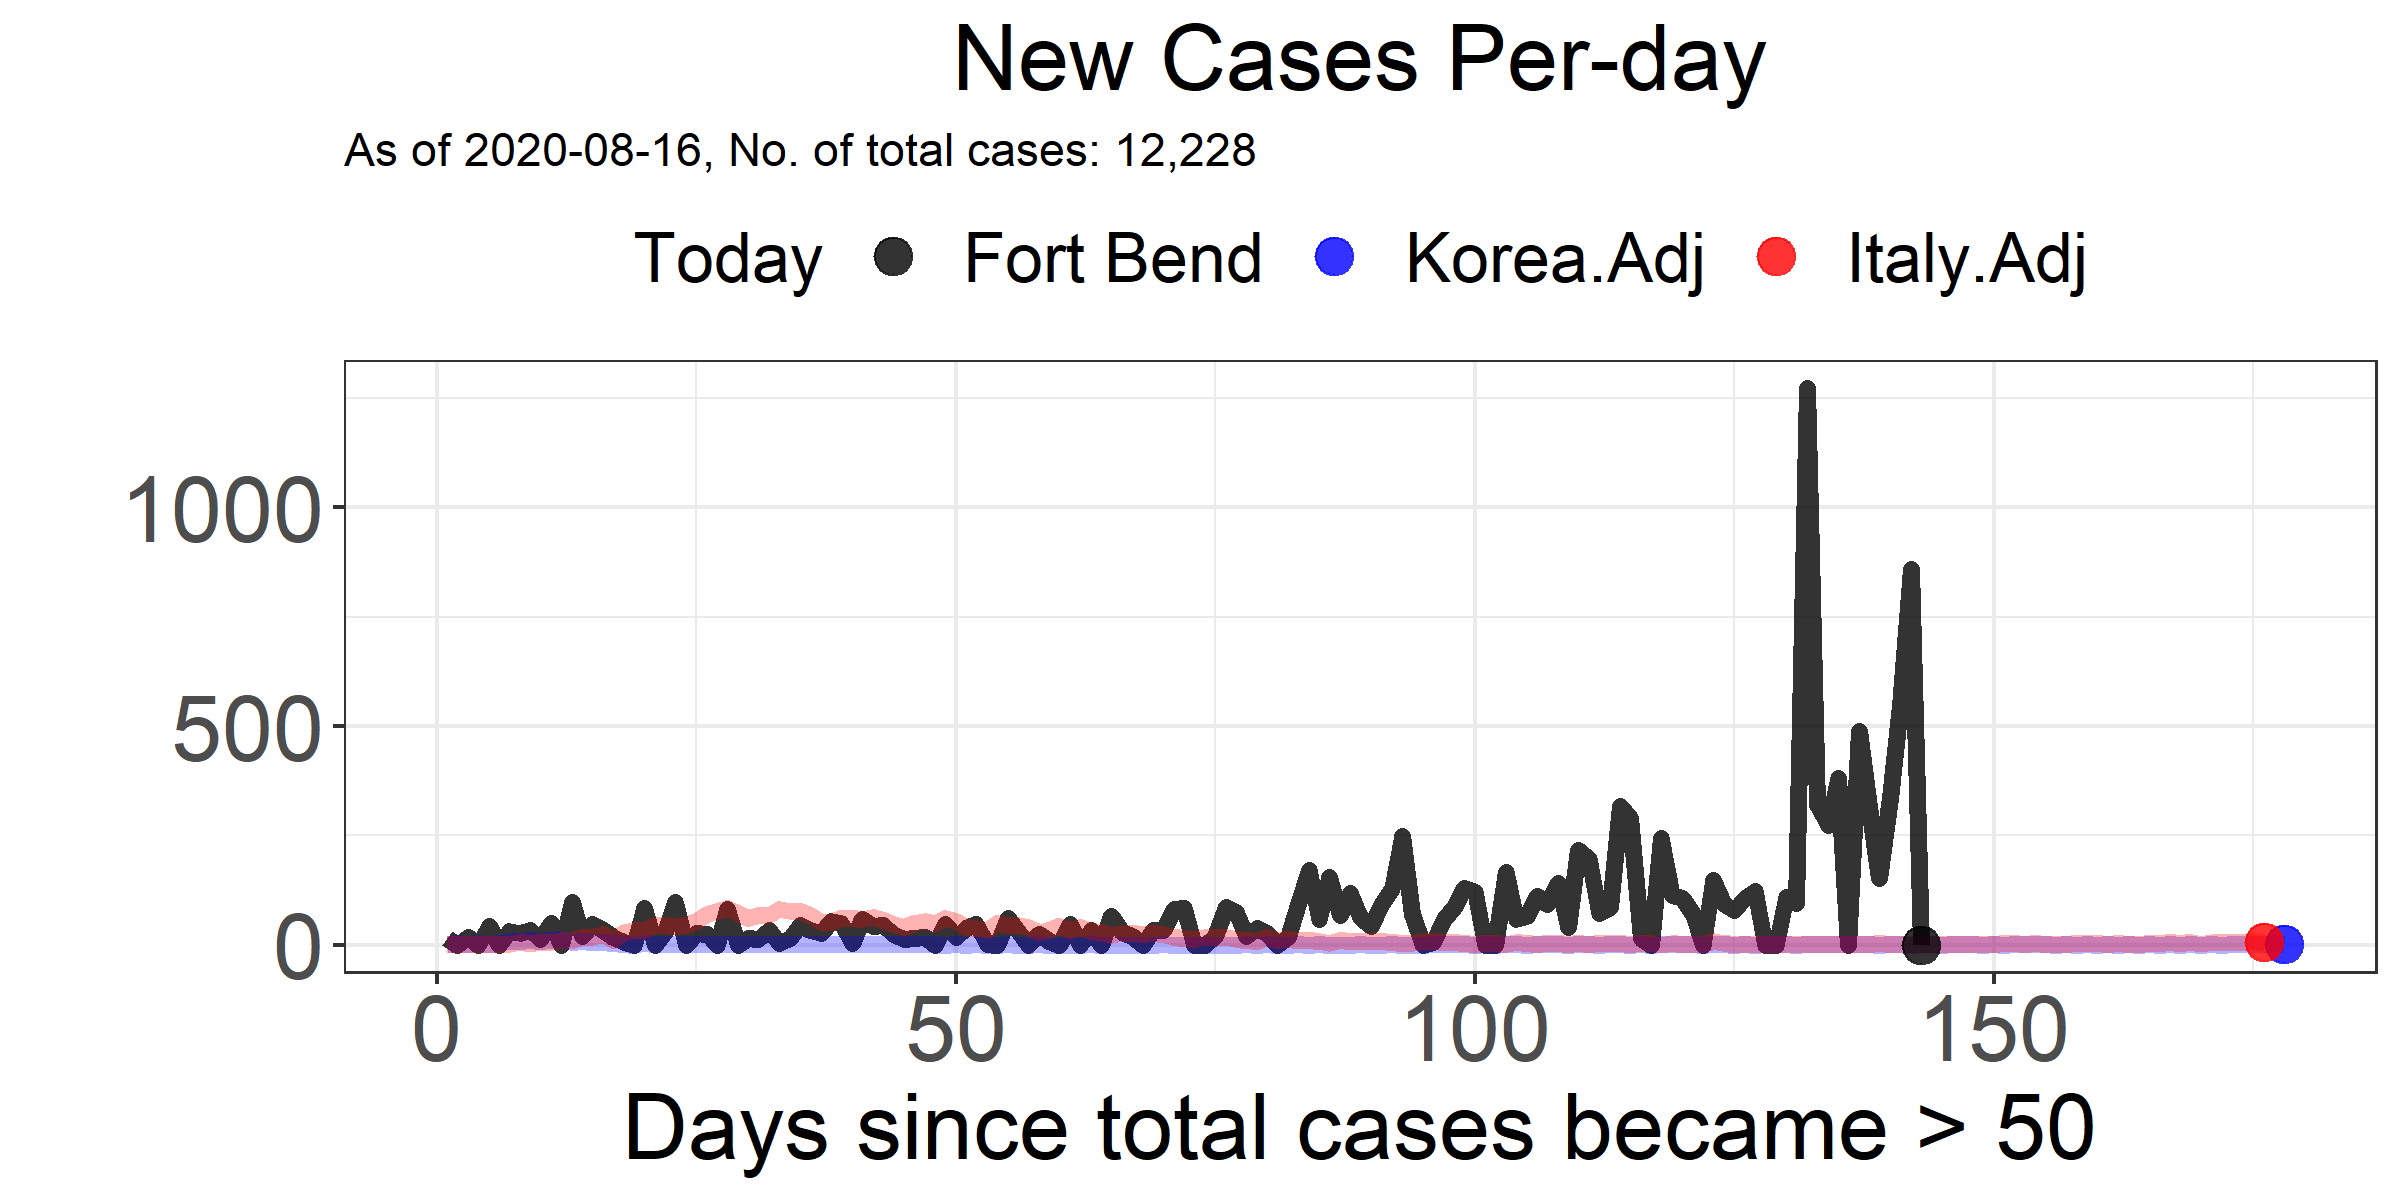 New Cases Per-day
As of 2020-08-16, No. of total cases: 12,228
Today Fort Bend Korea.Adj Italy.Adj
1000
500
0
0 50 100 150
Days since total cases became > 50